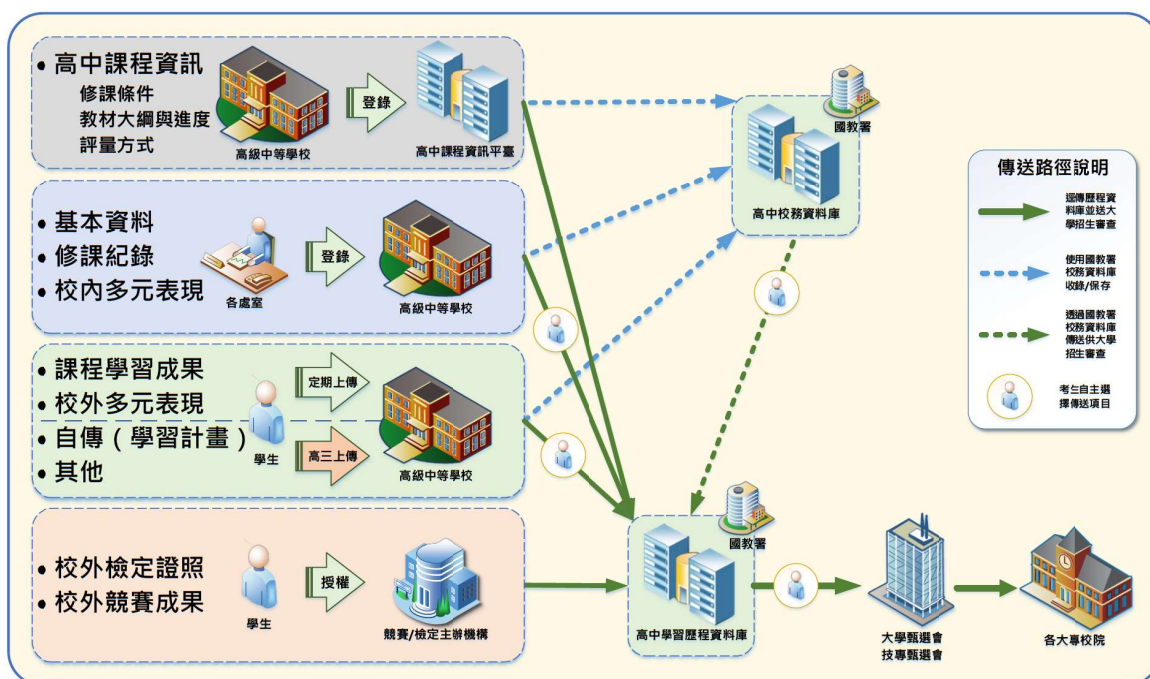 • 高中課程資訊
修課條件
教材大綱與進度
評量方式
高級中等學校
登錄
高中課程資訊平臺
• 基本資料
• 修課紀錄
• 校內多元表現
各處室
登錄
高級中等學校
• 課程學習成果
• 校外多元表現
• 自傳（學習計畫）
• 其他
學生
定期上傳
高三上傳
高級中等學校
• 校外檢定證照
• 校外競賽成果
學生
授權
競賽/檢定主辦機構
國教署
高中校務資料庫
國教署
高中學習歷程資料庫
大學甄選會
技專甄選會
各大專校院
傳送路徑說明
逕傳歷程資
料庫並送大
學招生審查
使用國教署
校務資料庫
收錄/保存
透過國教署
校務資料庫
傳送供大學
招生審查
考生自主選
擇傳送項目